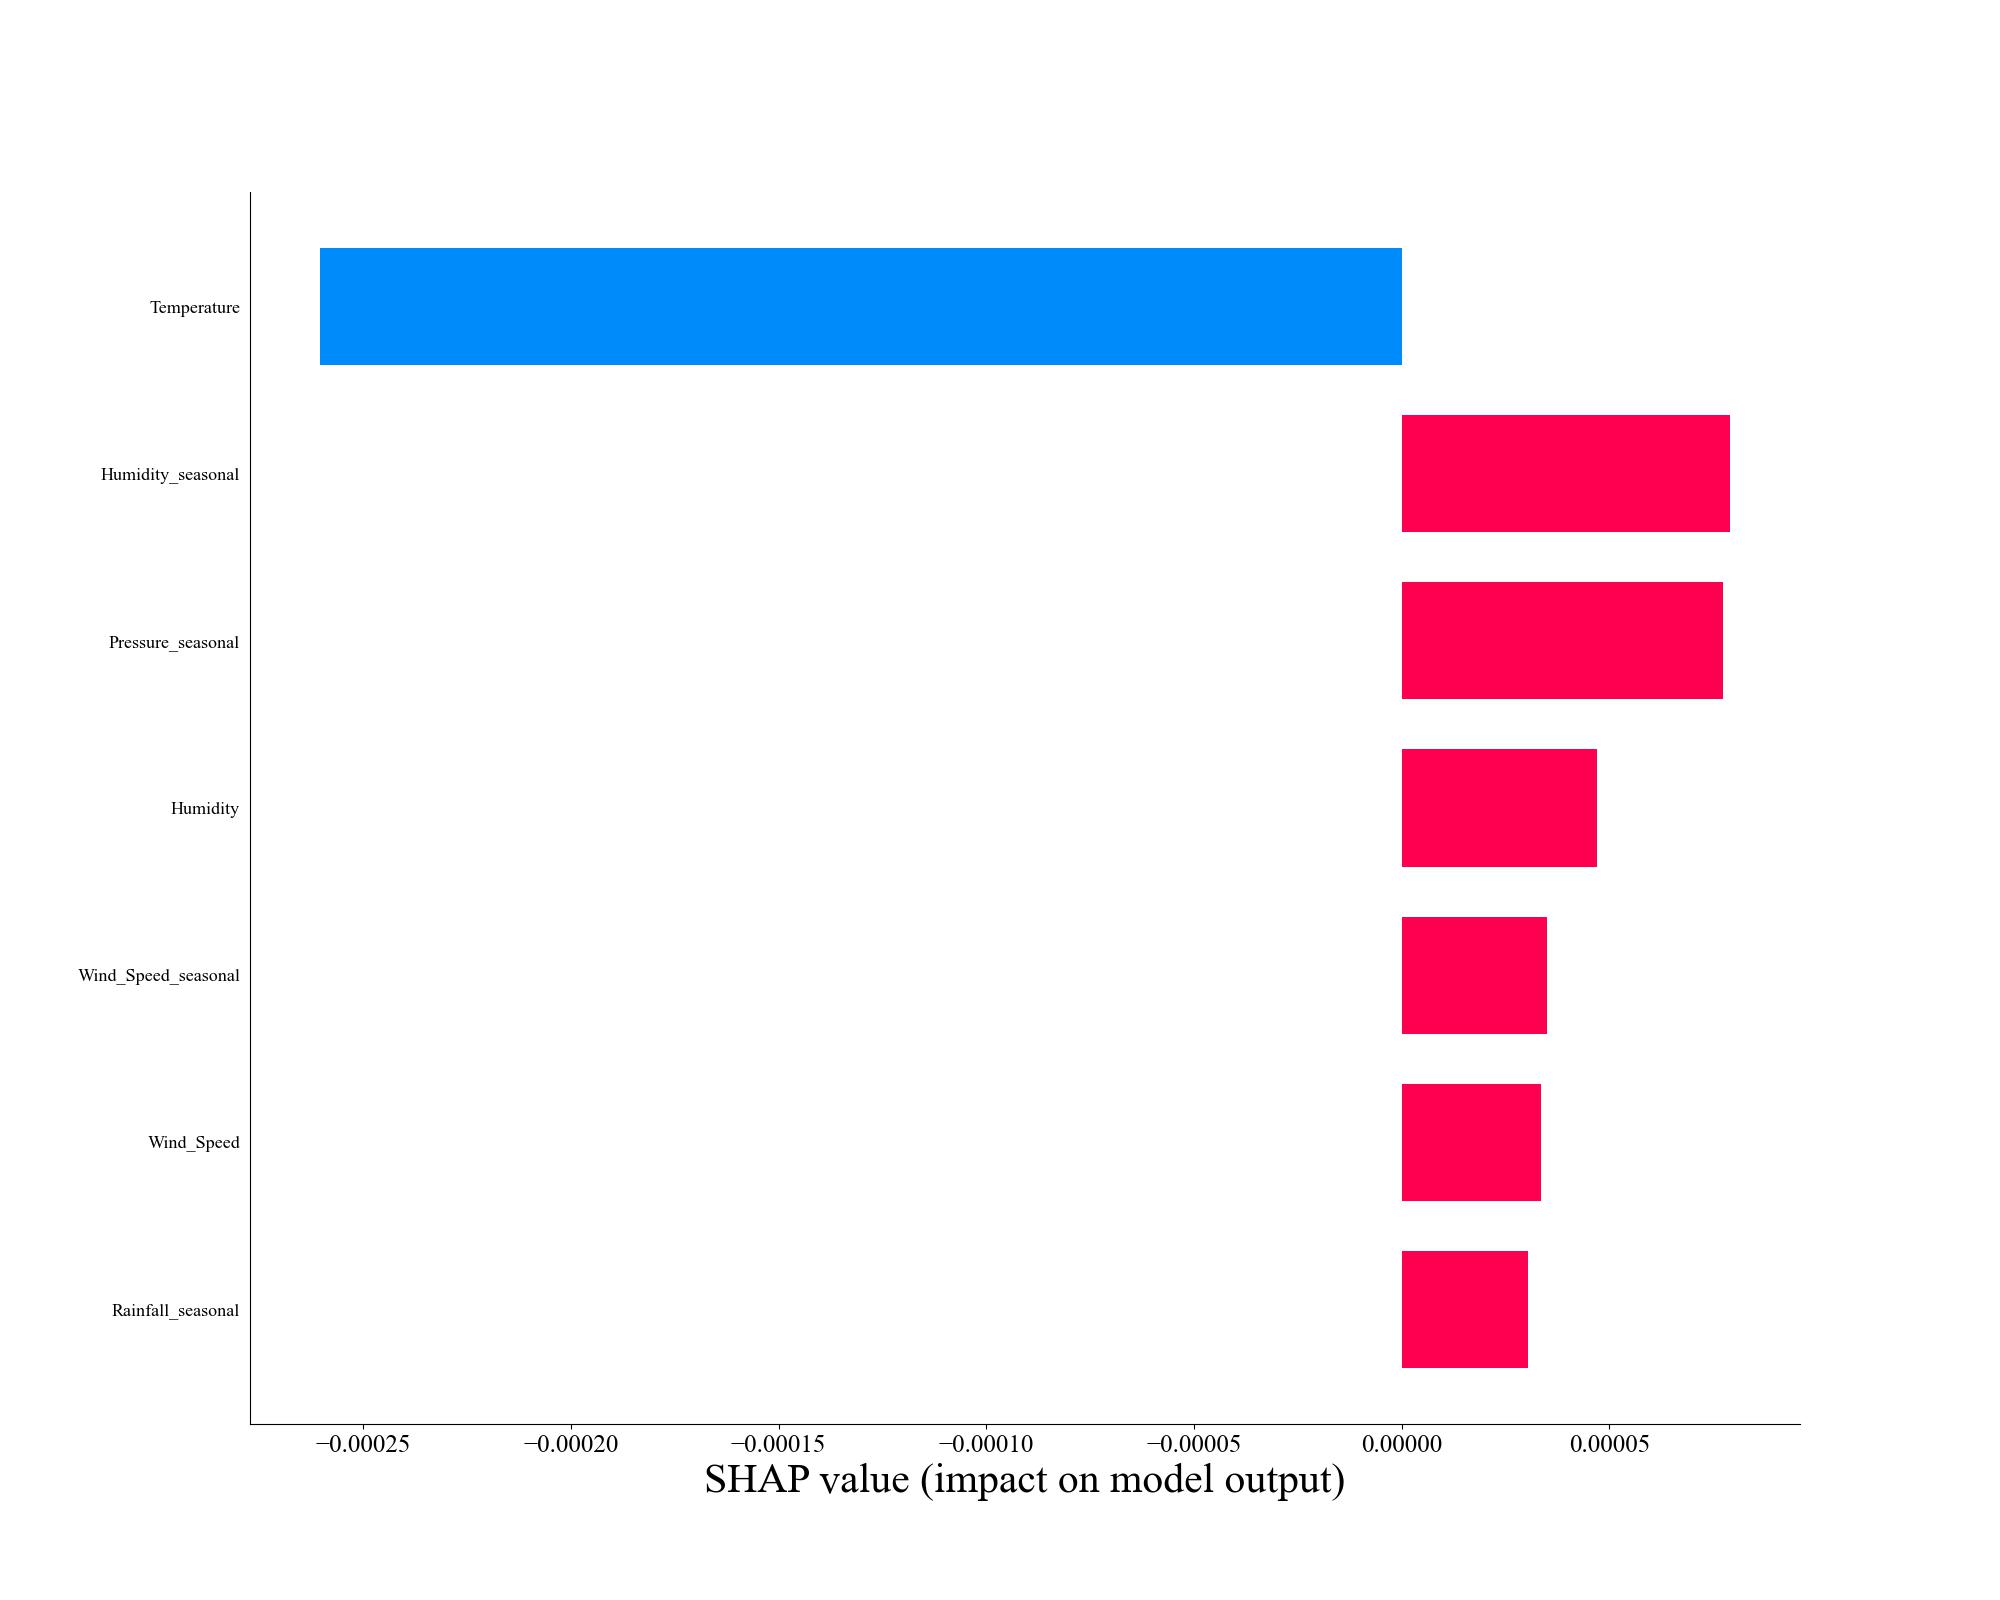 Temperature
Humidity_seasonal
Pressure_seasonal
Humidity
Wind_Speed_seasonal
Wind_Speed
Rainfall_seasonal
−0.00025 −0.00020 −0.00015 −0.00010 −0.00005 0.00000 0.00005
SHAP value (impact on model output)